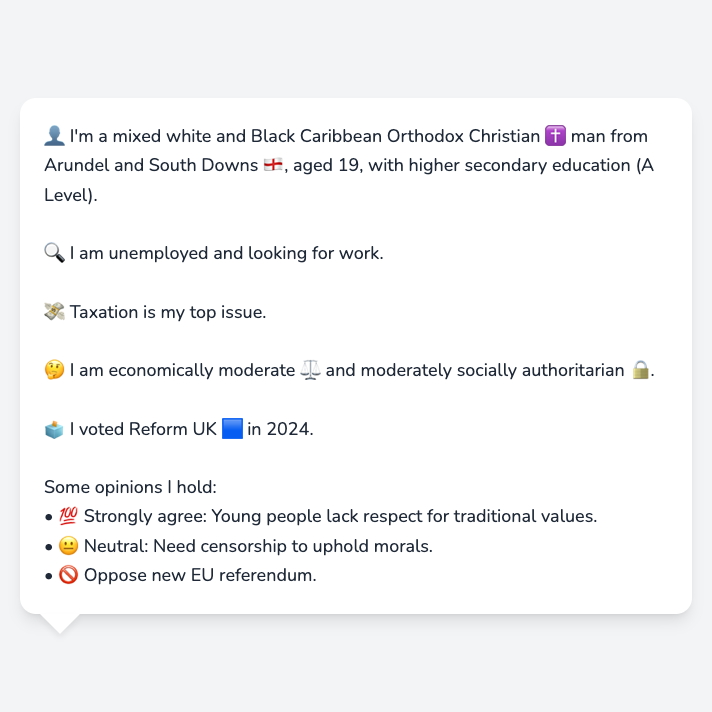 👤 I'm a mixed white and Black Caribbean Orthodox Christian ✝️ man from
Arundel and South Downs 🏴󠁧󠁢󠁥󠁮󠁧󠁿, aged 19, with higher secondary education (A
Level).
🔍 I am unemployed and looking for work.
💸 Taxation is my top issue.
🤔 I am economically moderate ⚖️ and moderately socially authoritarian 🔒.
🗳️ I voted Reform UK 🟦 in 2024.
Some opinions I hold:
• 💯 Strongly agree: Young people lack respect for traditional values.
• 😐 Neutral: Need censorship to uphold morals.
• 🚫 Oppose new EU referendum.